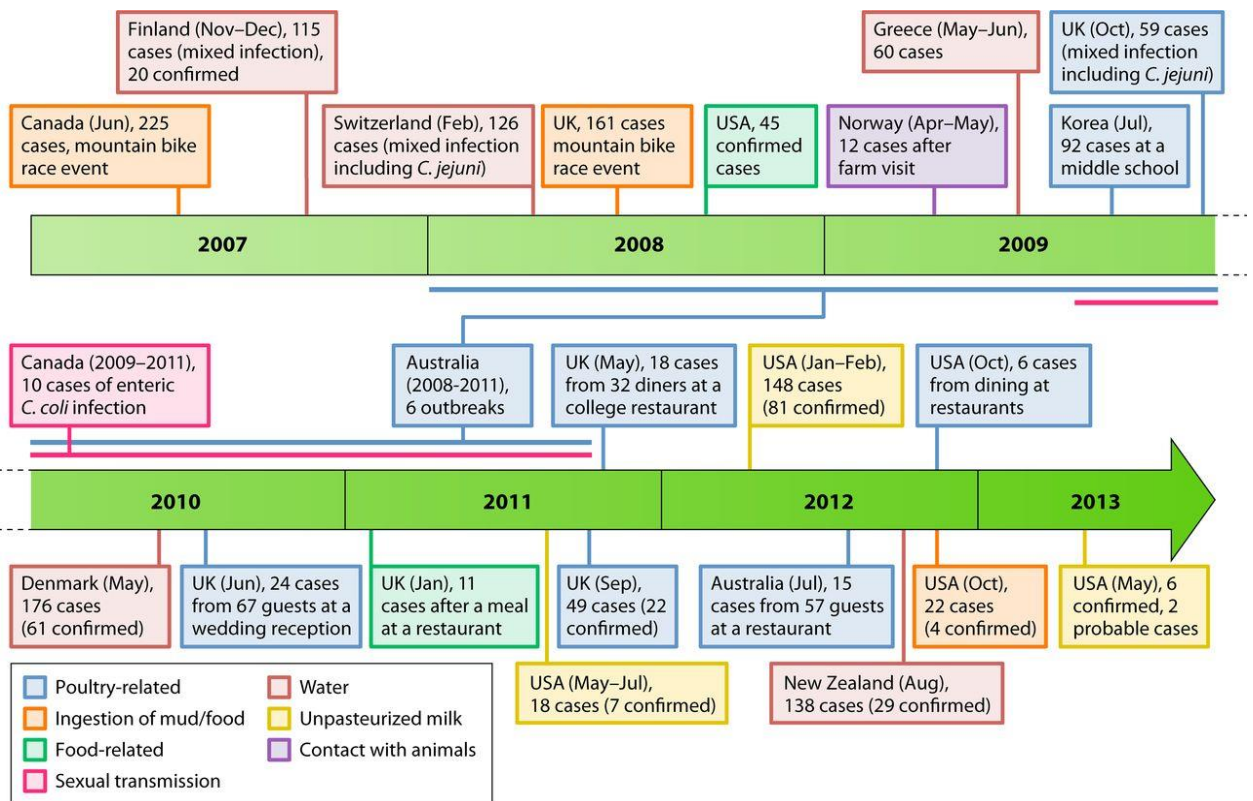 Finland (Nov–Dec), 115
cases (mixed infection),
20 confirmed
Greece (May–Jun),
60 cases
UK (Oct), 59 cases
(mixed infection
including C. jejuni)
Canada (Jun), 225
cases, mountain bike
race event
Switzerland (Feb), 126
cases (mixed infection
including C. jejuni)
UK, 161 cases
mountain bike
race event
USA, 45
confirmed
cases
Norway (Apr–May),
12 cases after
farm visit
Korea (Jul),
92 cases at a
middle school
2007
2008
2009
Canada (2009–2011),
10 cases of enteric
C. coli infection
Australia
(2008-2011),
6 outbreaks
UK (May), 18 cases
from 32 diners at a
college restaurant
USA (Jan–Feb)
148 cases
(81 confirmed)
USA (Oct), 6 cases
from dining at
restaurants
2010
2011
2012
2013
Denmark (May),
176 cases
(61 confirmed)
UK (Jun), 24 cases
from 67 guests at a
wedding reception
UK (Jan), 11
cases after a meal
at a restaurant
UK (Sep),
49 cases (22
confirmed)
Australia (Jul), 15
cases from 57 guests
at a restaurant
USA (Oct)
22 cases
(4 confirmed)
USA (May), 6
confirmed, 2
probable cases
USA (May–Jul),
18 cases (7 confirmed)
New Zealand (Aug),
138 cases (29 confirmed)
Poultry-related
Ingestion of mud/food
Food-related
Sexual transmission
Water
Unpasteurized milk
Contact with animals